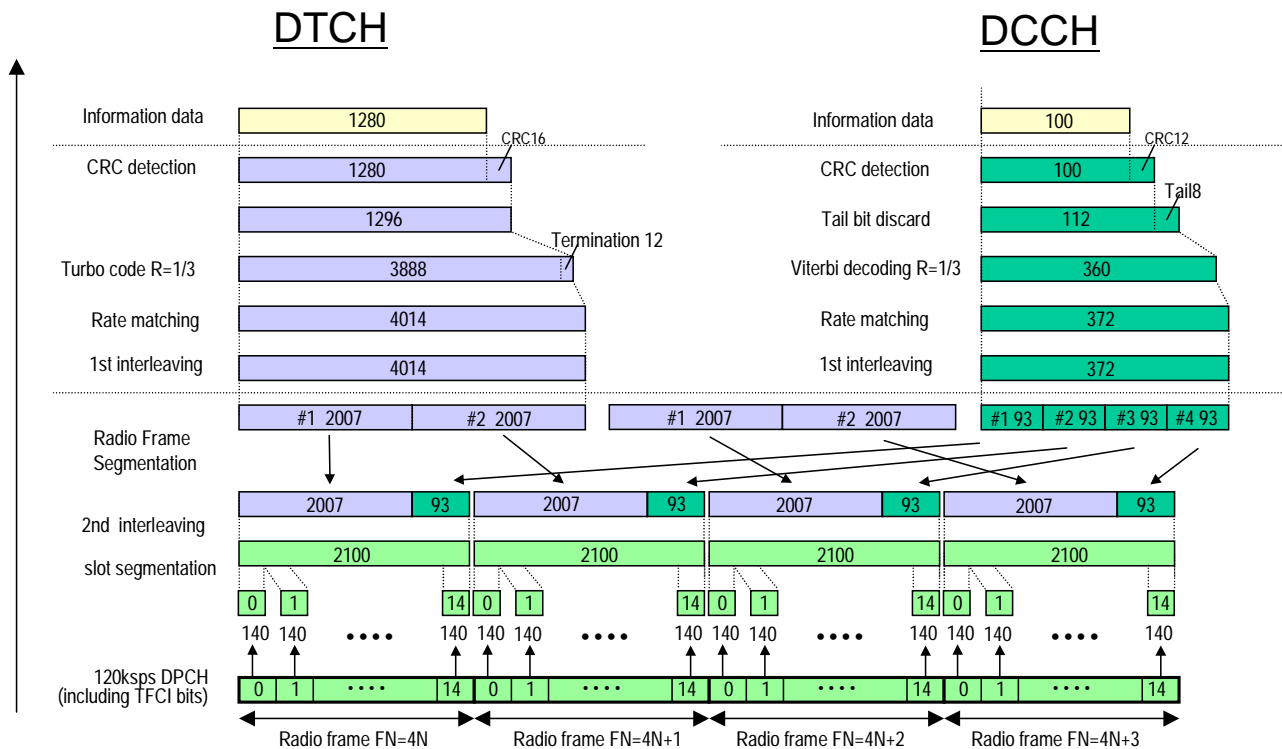 DTCH DCCH
Information data 1280 Information data 100
CRC16 CRC12
CRC detection 1280 CRC detection 100
Tail8
1296 Tail bit discard 112
Termination 12
Turbo code R=1/3 3888 Viterbi decoding R=1/3 360
Rate matching 4014 Rate matching 372
1st interleaving 4014 1st interleaving 372
#1 2007 #2 2007 #1 2007 #2 2007 #1 93 #2 93 #3 93 #4 93
Radio Frame
Segmentation
2007 93 2007 93 2007 93 2007 93
2nd interleaving
2100 2100 2100 2100
slot segmentation
0 1 14 0 1 14 0 1 14 0 1 14
140 140 •••• 140 140 140 •••• 140 140 140 •••• 140 140 140 •••• 140
120ksps DPCH
(including TFCI bits)
0 1 •••• 14 0 1 •••• 14 0 1 •••• 14 0 1 •••• 14
Radio frame FN=4N Radio frame FN=4N+1 Radio frame FN=4N+2 Radio frame FN=4N+3